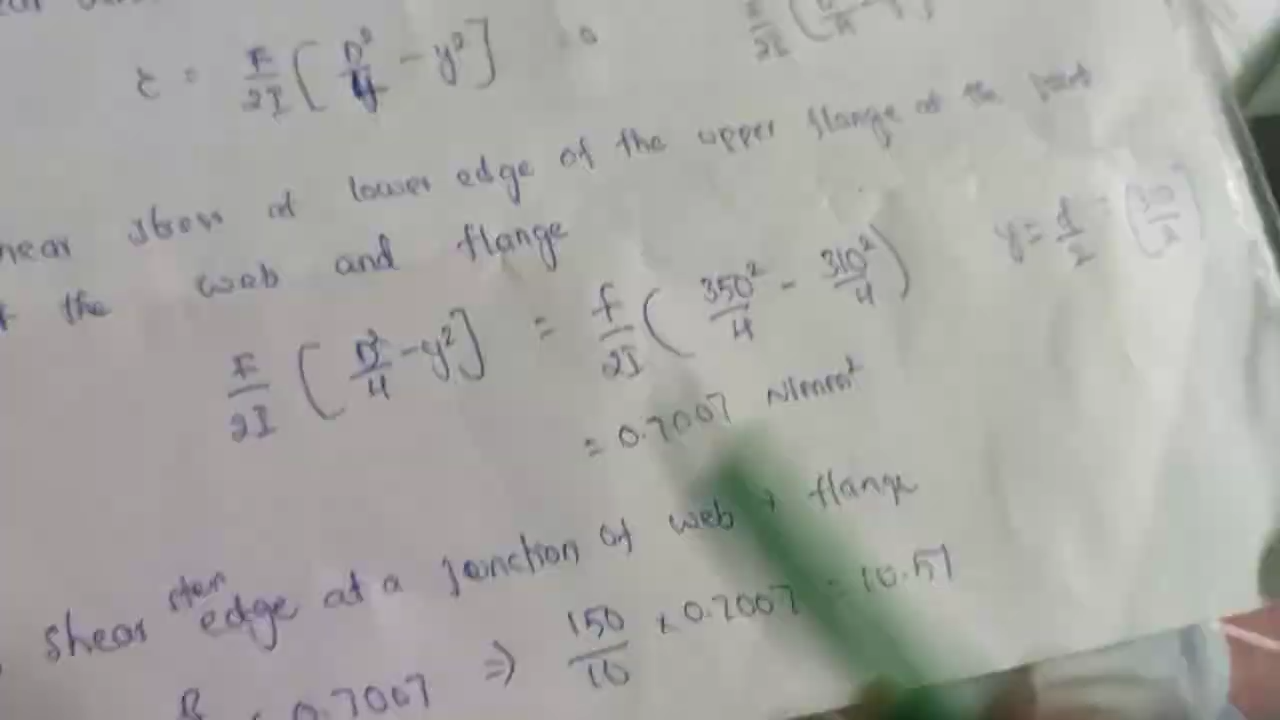 τ = F/2I [ D²/4 - y² ]
hear stress at lower edge of the upper flange at the joint
f the web and flange
y = d/2 =
F/2I [ D²/4 - y² ] = f/2I ( 350²/4 - 310²/4 )
= 0.7007 N/mm²
shear stress edge at a junction of web + flange
0.7007 ⇒ 150/10 x 0.7007 = 10.51